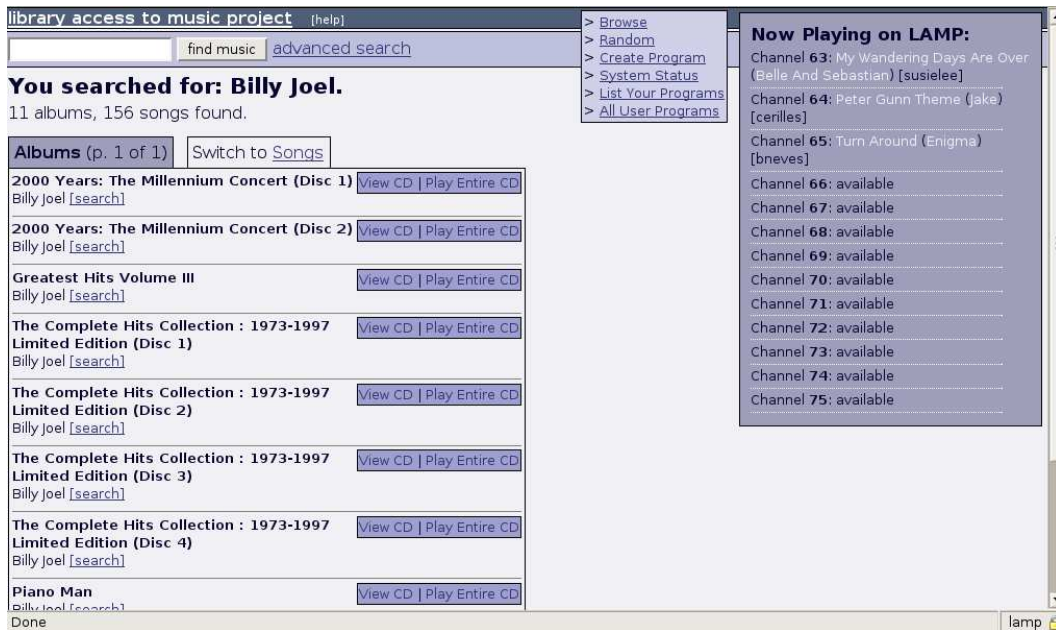 library access to music project [help]
find music advanced search
You searched for: Billy Joel.
11 albums, 156 songs found.
Albums (p. 1 of 1) Switch to Songs
2000 Years: The Millennium Concert (Disc 1) View CD | Play Entire CD
Billy Joel [search]
2000 Years: The Millennium Concert (Disc 2) View CD | Play Entire CD
Billy Joel [search]
Greatest Hits Volume III View CD | Play Entire CD
Billy Joel [search]
The Complete Hits Collection : 1973-1997 View CD | Play Entire CD
Limited Edition (Disc 1)
Billy Joel [search]
The Complete Hits Collection : 1973-1997 View CD | Play Entire CD
Limited Edition (Disc 2)
Billy Joel [search]
The Complete Hits Collection : 1973-1997 View CD | Play Entire CD
Limited Edition (Disc 3)
Billy Joel [search]
The Complete Hits Collection : 1973-1997 View CD | Play Entire CD
Limited Edition (Disc 4)
Billy Joel [search]
Piano Man View CD | Play Entire CD
Billy Joel [search]
> Browse
> Random
> Create Program
> System Status
> List Your Programs
> All User Programs
Now Playing on LAMP:
Channel 63: My Wandering Days Are Over
(Belle And Sebastian) [susielee]
Channel 64: Peter Gunn Theme (Jake)
[cerilles]
Channel 65: Turn Around (Enigma)
[bneves]
Channel 66: available
Channel 67: available
Channel 68: available
Channel 69: available
Channel 70: available
Channel 71: available
Channel 72: available
Channel 73: available
Channel 74: available
Channel 75: available
Done lamp